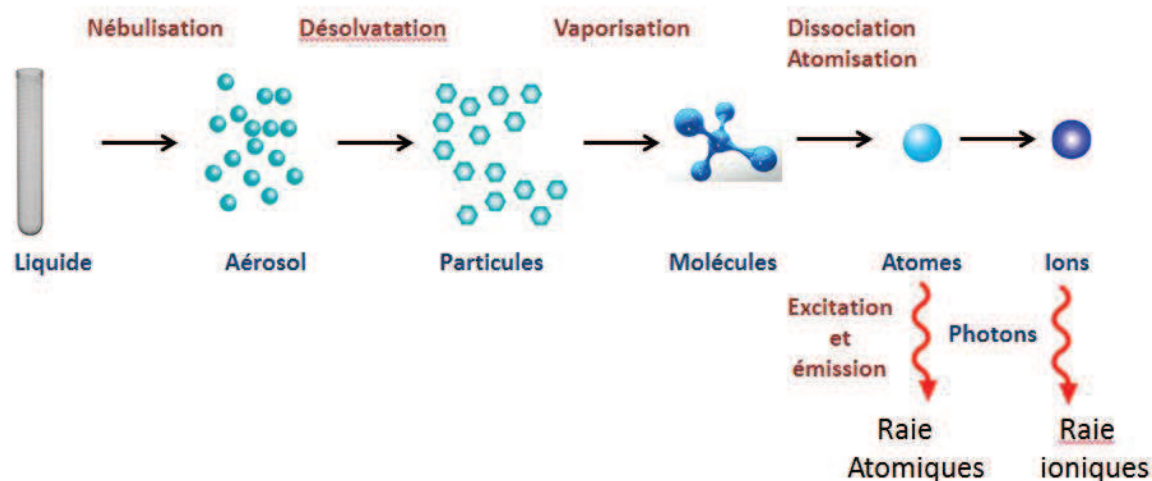 Nébulisation Désolvatation Vaporisation Dissociation
Atomisation
Liquide Aérosol Particules Molécules Atomes Ions
Excitation
et
émission
Photons
Raie
Atomiques
Raie
ioniques